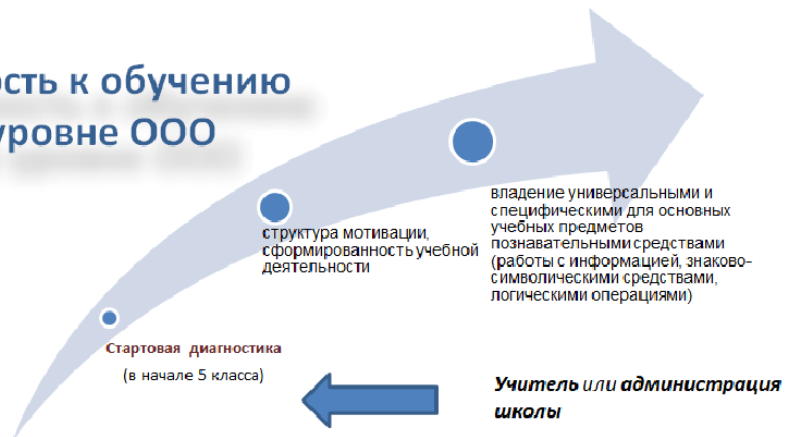 ость к обучению
уровне ООО
владение универсальными и
специфическими для основных
учебных предметов
познавательными средствами
(работы с информацией, знаково-
символическими средствами,
логическими операциями)
структура мотивации,
сформированность учебной
деятельности
Стартовая диагностика
(в начале 5 класса)
Учитель или администрация
школы